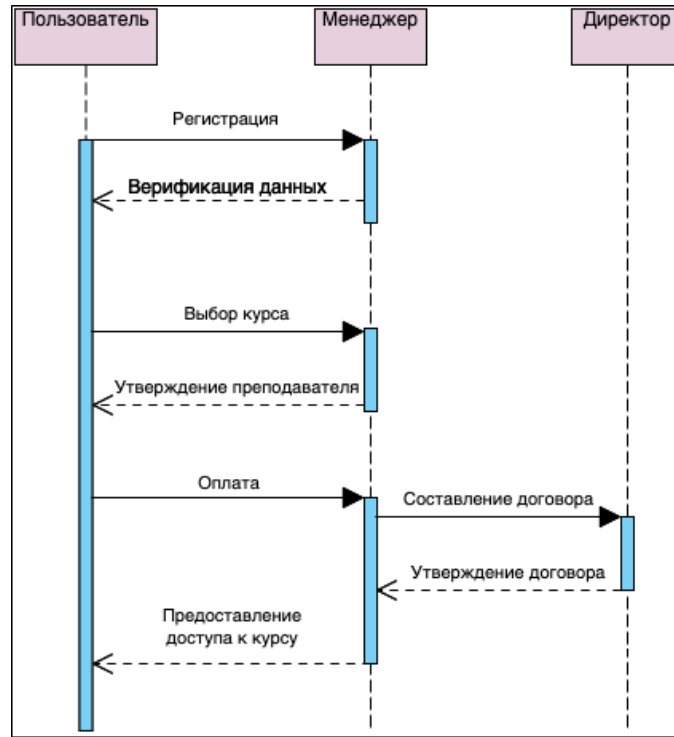 Пользователь
Менеджер
Директор
Регистрация
Верификация данных
Выбор курса
Утверждение преподавателя
Оплата
Составление договора
Утверждение договора
Предоставление
доступа к курсу